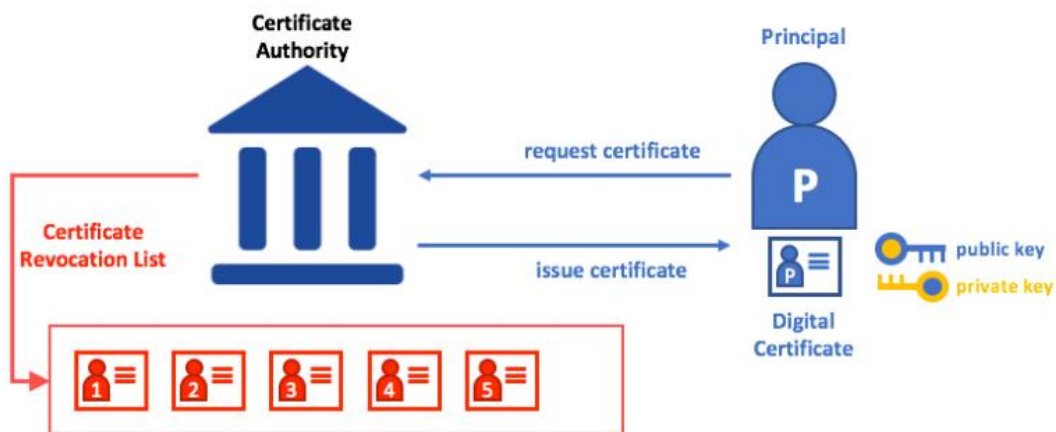 Certificate
Authority
Principal
P
request certificate
Certificate
Revocation List
issue certificate
P
public key
private key
Digital
Certificate
1
2
3
4
5